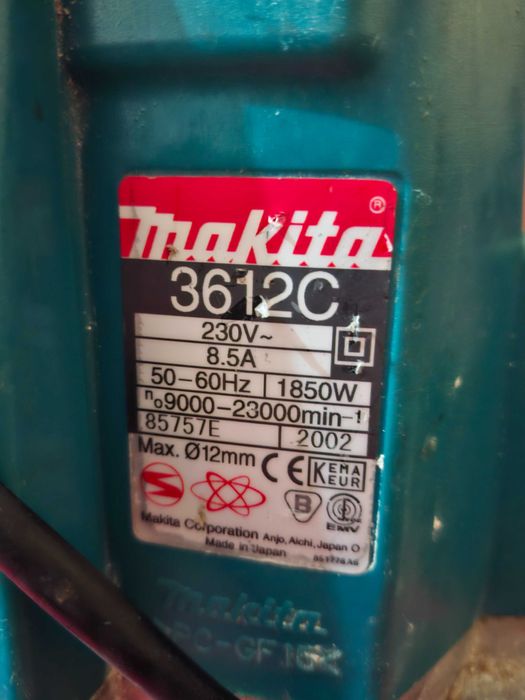 makita ®
3612C
230V~
8.5A
50-60Hz 1850W
n₀9000-23000min-1
85757E 2002
Max. Ø12mm CE KEMA KEUR
B
EMV
Makita Corporation Anjo, Aichi, Japan O
Made in Japan
makita